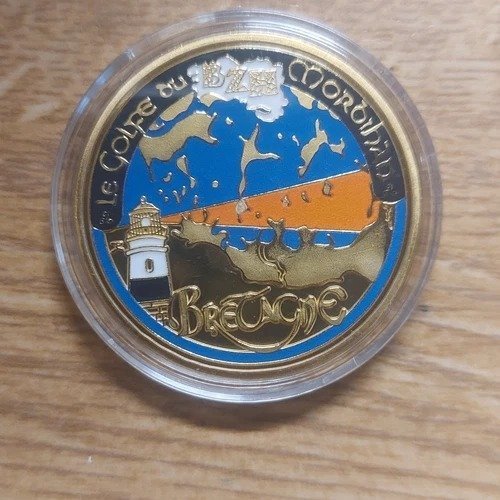 Le Golfe du
BZH
Morbihan
Bretagne